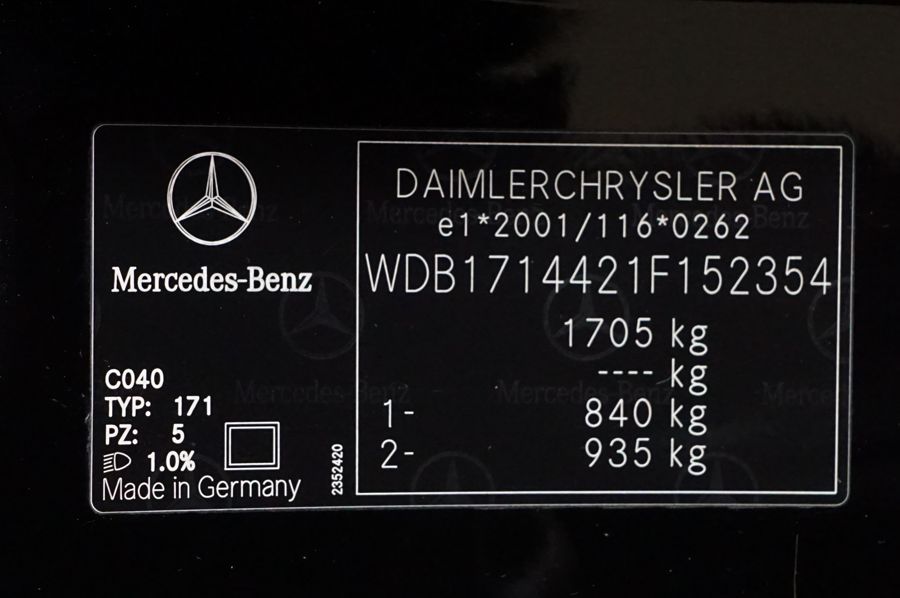 Mercedes-Benz
C040
TYP: 171
PZ: 5
1.0%
Made in Germany
2352420
DAIMLERCHRYSLER AG
e1*2001/116*0262
WDB1714421F152354
1705 kg
---- kg
1- 840 kg
2- 935 kg